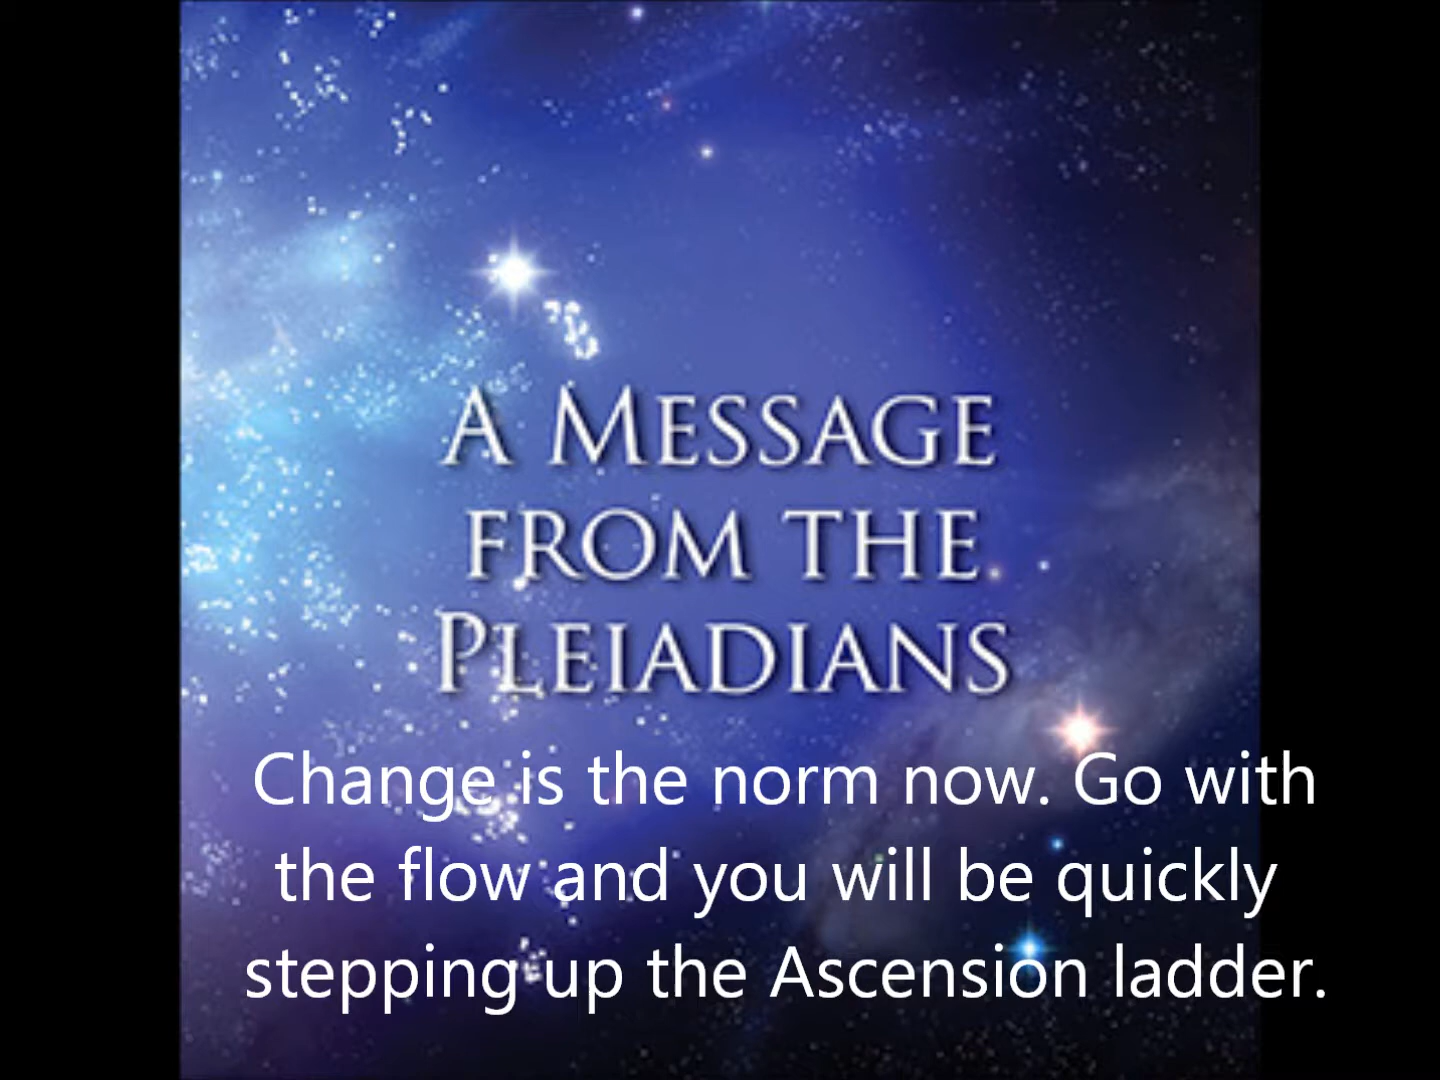 A MESSAGE
FROM THE
PLEIADIANS
Change is the norm now. Go with
the flow and you will be quickly
stepping up the Ascension ladder.